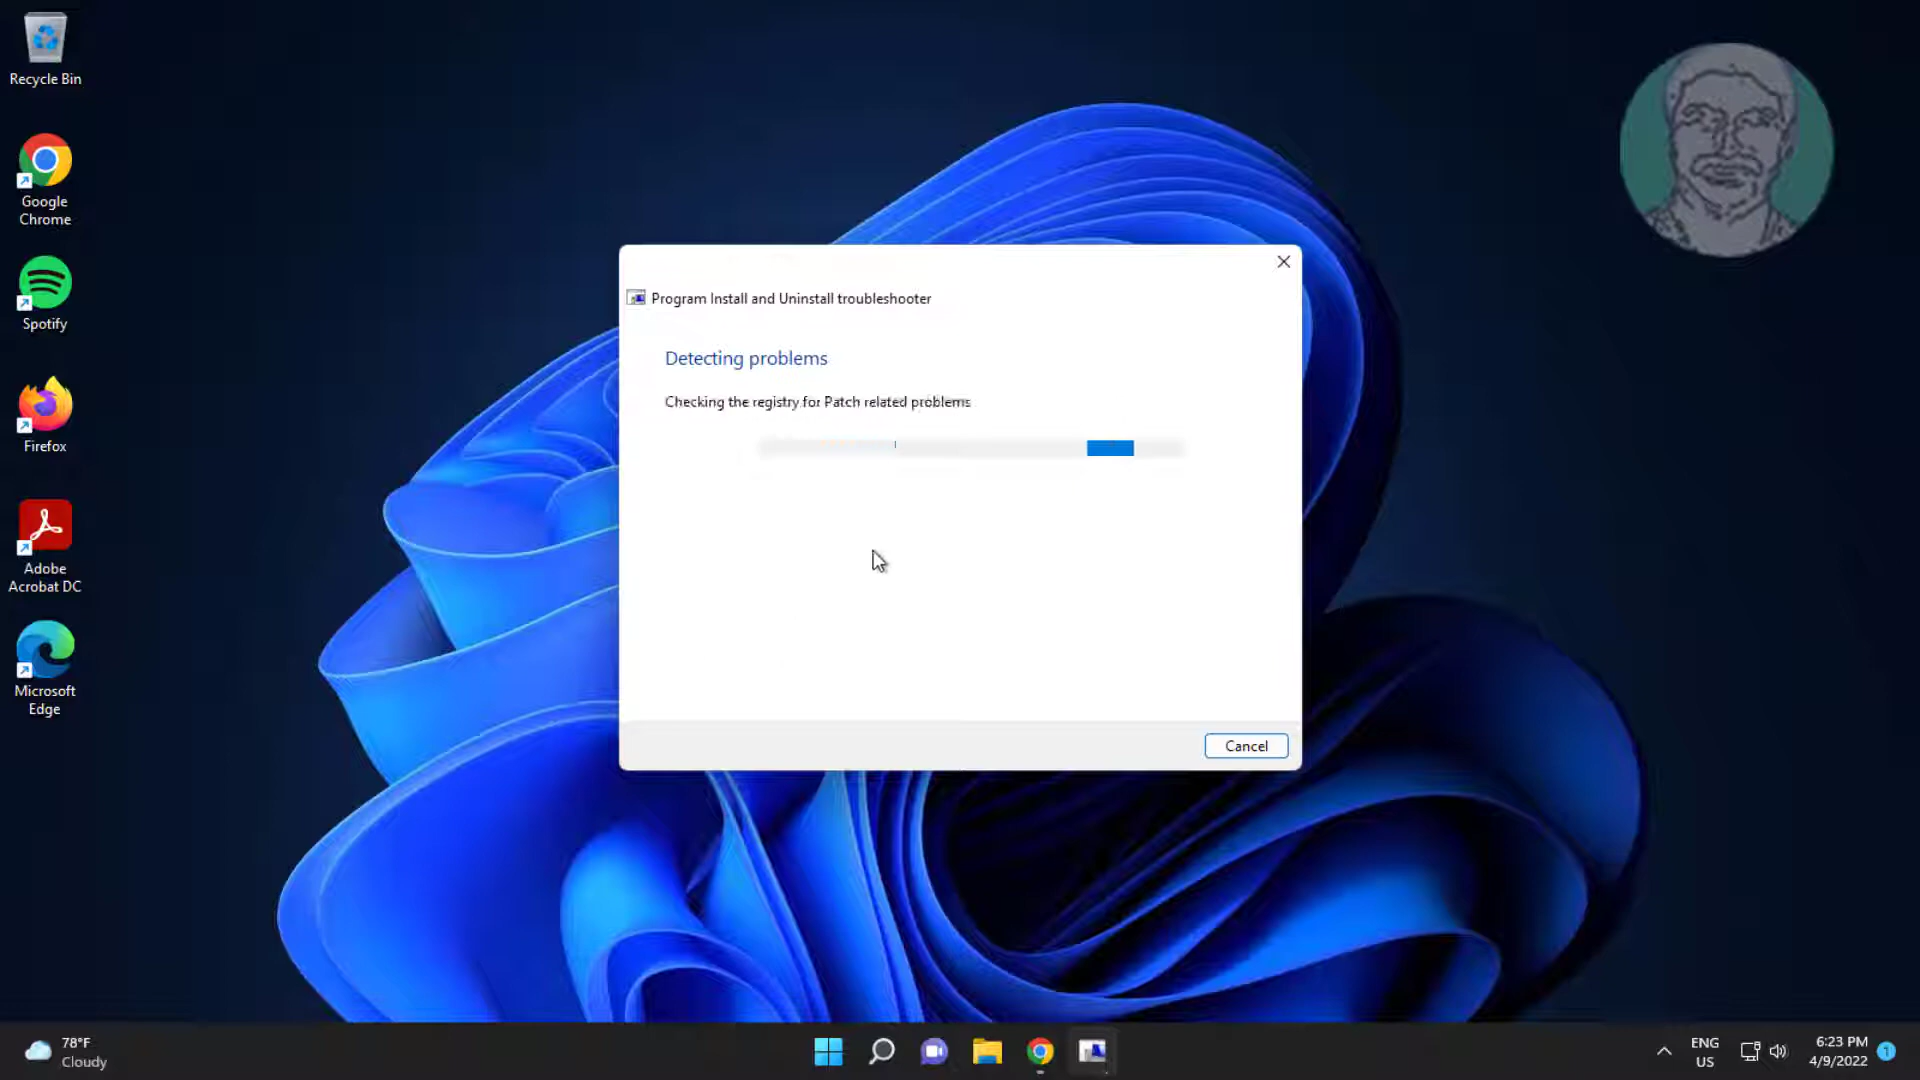 Recycle Bin
Google
Chrome
Spotify
Firefox
Adobe
Acrobat DC
Microsoft
Edge
Program Install and Uninstall troubleshooter
Detecting problems
Checking the registry for Patch related problems
Cancel
78°F
Cloudy
ENG
US
6:23 PM
4/9/2022
1